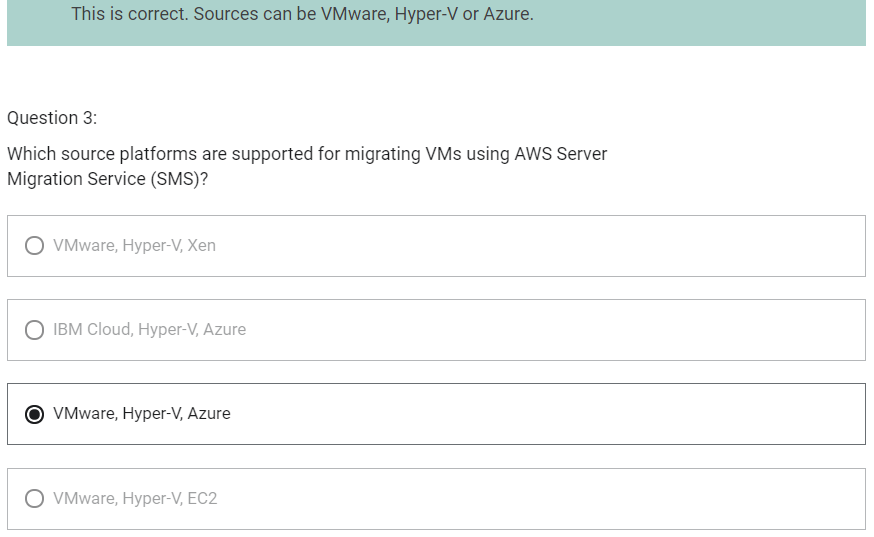 This is correct. Sources can be VMware, Hyper-V or Azure.
Question 3:
Which source platforms are supported for migrating VMs using AWS Server
Migration Service (SMS)?
VMware, Hyper-V, Xen
IBM Cloud, Hyper-V, Azure
VMware, Hyper-V, Azure
VMware, Hyper-V, EC2